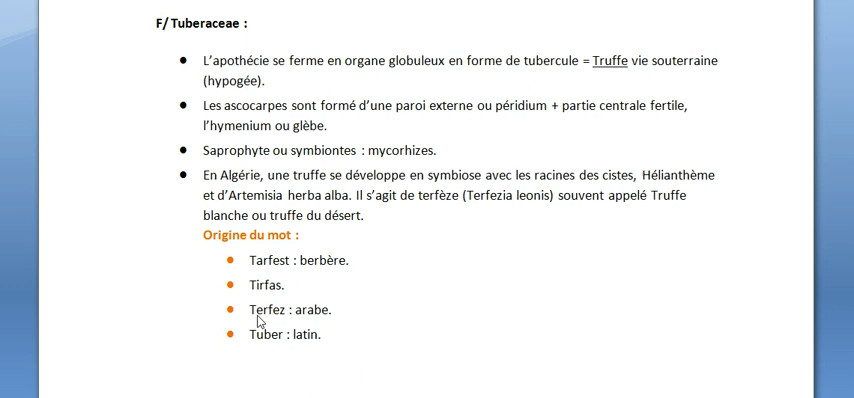 F/ Tuberaceae :
● L’apothécie se ferme en organe globuleux en forme de tubercule = Truffe vie souterraine
(hypogée).
● Les ascocarpes sont formé d’une paroi externe ou péridium + partie centrale fertile,
l’hymenium ou glèbe.
● Saprophyte ou symbiontes : mycorhizes.
● En Algérie, une truffe se développe en symbiose avec les racines des cistes, Hélianthème
et d’Artemisia herba alba. Il s’agit de terfèze (Terfezia leonis) souvent appelé Truffe
blanche ou truffe du désert.
Origine du mot :
● Tarfest : berbère.
● Tirfas.
● Terfez : arabe.
● Tuber : latin.